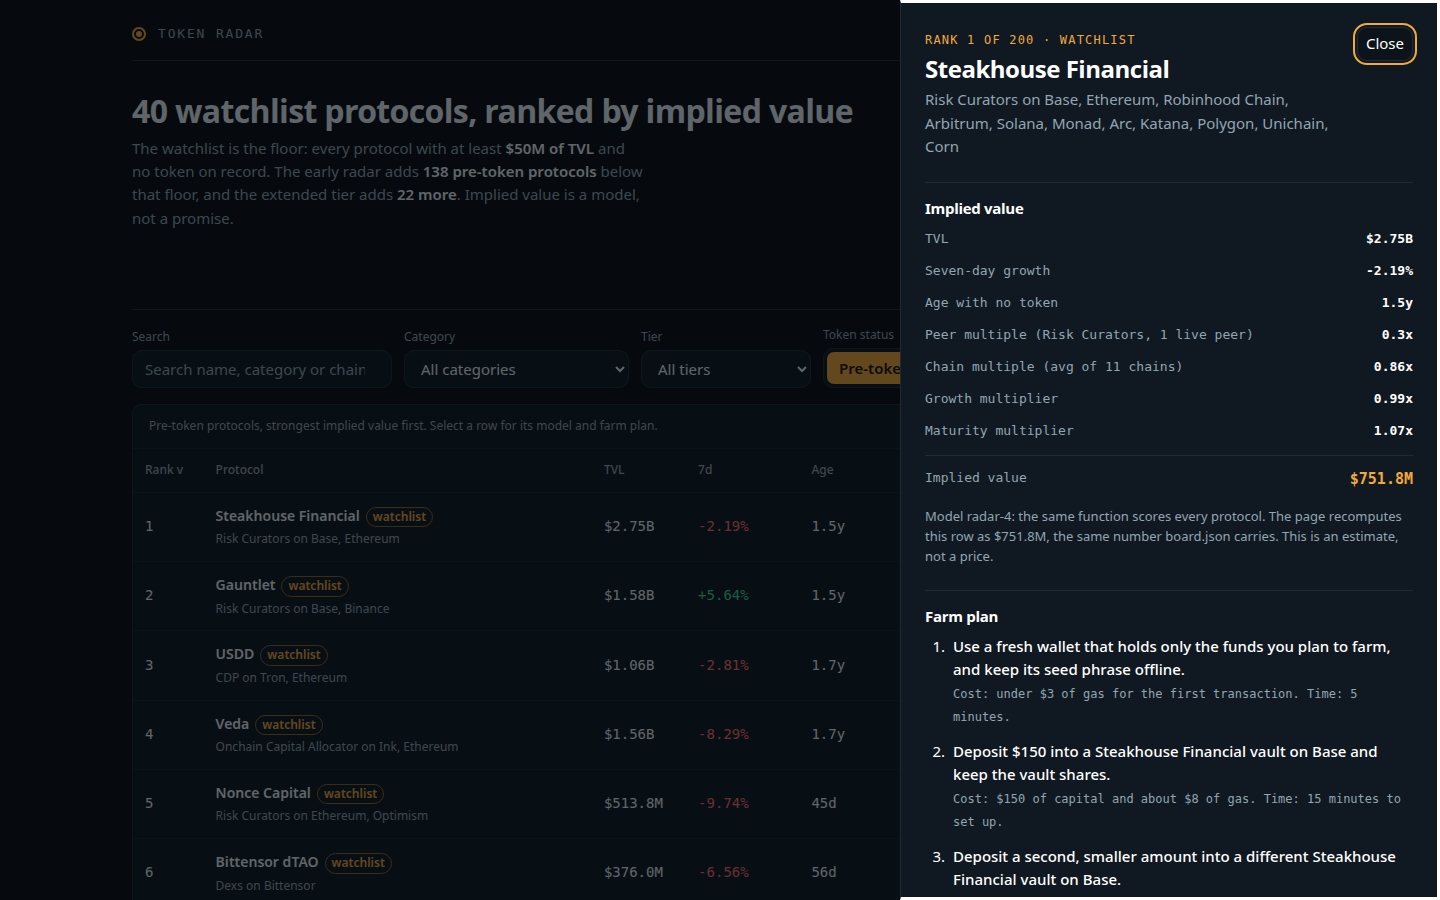 TOKEN RADAR
40 watchlist protocols, ranked by implied value
The watchlist is the floor: every protocol with at least $50M of TVL and
no token on record. The early radar adds 138 pre-token protocols below
that floor, and the extended tier adds 22 more. Implied value is a model,
not a promise.
Search
Category
Tier
Token status
Search name, category or chain
All categories
All tiers
Pre-toke
Pre-token protocols, strongest implied value first. Select a row for its model and farm plan.
Rank v Protocol TVL 7d Age
1 Steakhouse Financial watchlist $2.75B -2.19% 1.5y
Risk Curators on Base, Ethereum
2 Gauntlet watchlist $1.58B +5.64% 1.5y
Risk Curators on Base, Binance
3 USDD watchlist $1.06B -2.81% 1.7y
CDP on Tron, Ethereum
4 Veda watchlist $1.56B -8.29% 1.7y
Onchain Capital Allocator on Ink, Ethereum
5 Nonce Capital watchlist $513.8M -9.74% 45d
Risk Curators on Ethereum, Optimism
6 Bittensor dTAO watchlist $376.0M -6.56% 56d
Dexs on Bittensor
RANK 1 OF 200 · WATCHLIST
Close
Steakhouse Financial
Risk Curators on Base, Ethereum, Robinhood Chain,
Arbitrum, Solana, Monad, Arc, Katana, Polygon, Unichain,
Corn
Implied value
TVL $2.75B
Seven-day growth -2.19%
Age with no token 1.5y
Peer multiple (Risk Curators, 1 live peer) 0.3x
Chain multiple (avg of 11 chains) 0.86x
Growth multiplier 0.99x
Maturity multiplier 1.07x
Implied value $751.8M
Model radar-4: the same function scores every protocol. The page recomputes
this row as $751.8M, the same number board.json carries. This is an estimate,
not a price.
Farm plan
1. Use a fresh wallet that holds only the funds you plan to farm,
and keep its seed phrase offline.
Cost: under $3 of gas for the first transaction. Time: 5
minutes.
2. Deposit $150 into a Steakhouse Financial vault on Base and
keep the vault shares.
Cost: $150 of capital and about $8 of gas. Time: 15 minutes to
set up.
3. Deposit a second, smaller amount into a different Steakhouse
Financial vault on Base.